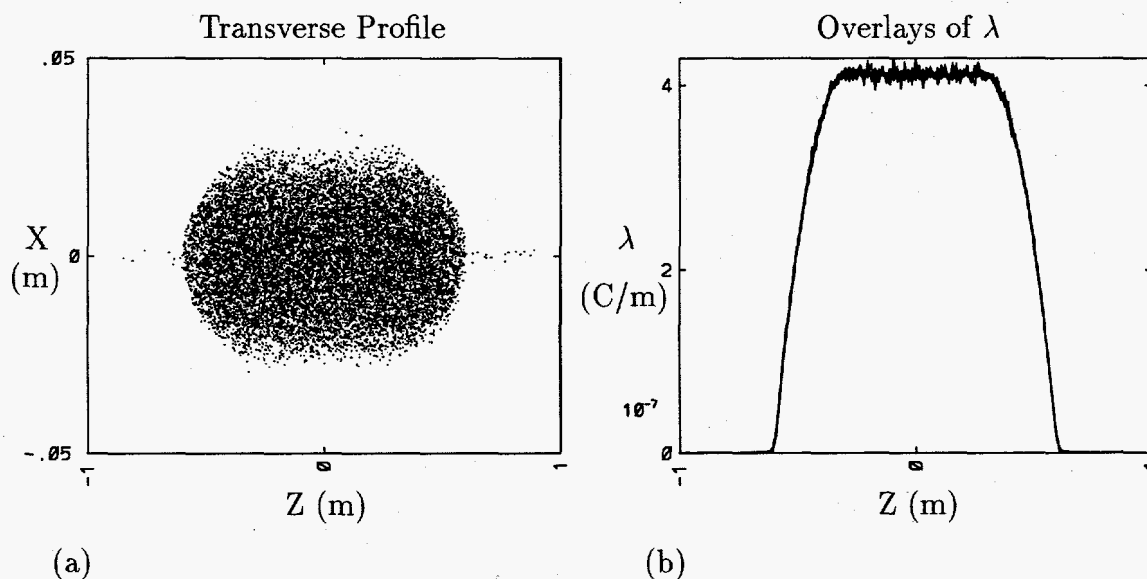 Transverse Profile
.05
X
(m)
0
-.05
-1
0
1
Z (m)
(a)
Overlays of λ
4
λ
(C/m)
2
10⁻⁷
0
-1
0
1
Z (m)
(b)